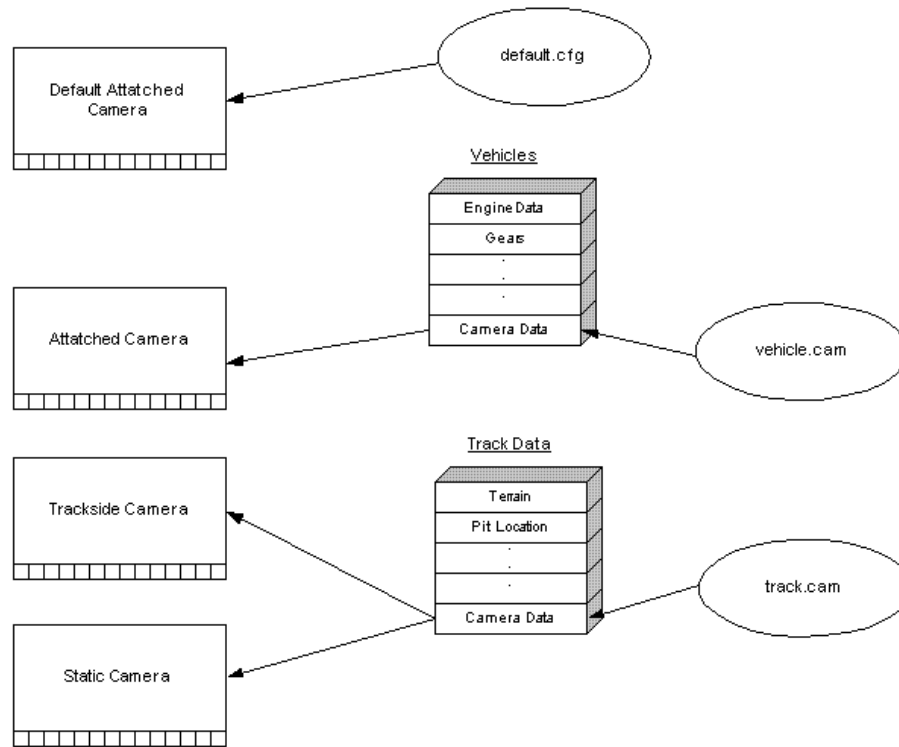 default.cfg
Default Attatched
Camera
Vehicles
Engine Data
Gears
.
.
.
Camera Data
Attatched Camera
vehicle.cam
Track Data
Terrain
Pit Location
.
.
.
Camera Data
Trackside Camera
track.cam
Static Camera